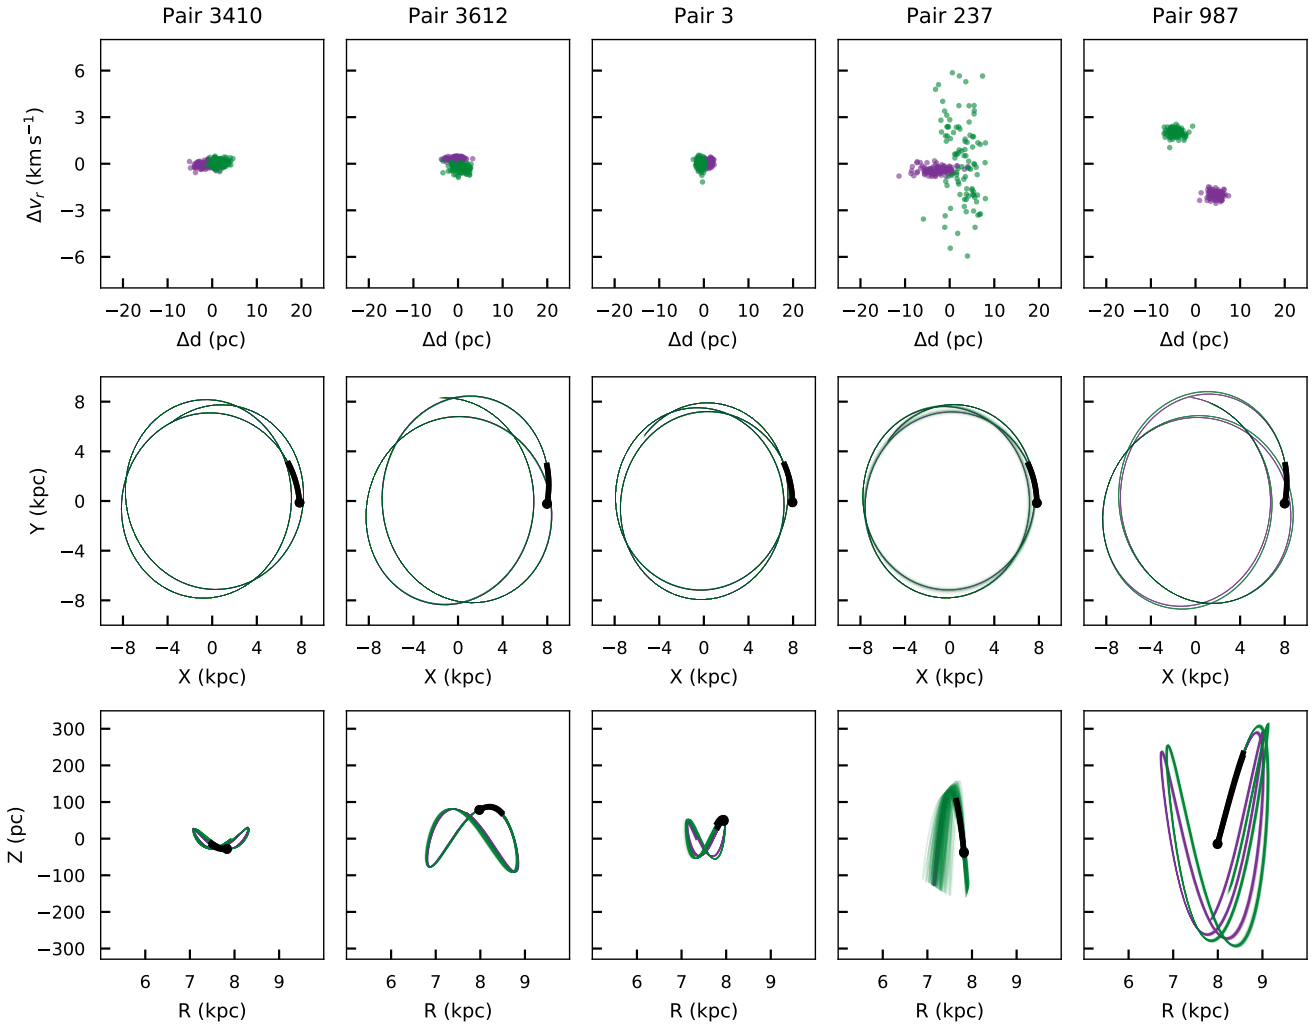 Pair 3410 Pair 3612 Pair 3 Pair 237 Pair 987
6
3
0
−3
−6
Δv_r (km s⁻¹)
−20 −10 0 10 20 −20 −10 0 10 20 −20 −10 0 10 20 −20 −10 0 10 20 −20 −10 0 10 20
Δd (pc) Δd (pc) Δd (pc) Δd (pc) Δd (pc)
8
4
0
−4
−8
Y (kpc)
−8 −4 0 4 8 −8 −4 0 4 8 −8 −4 0 4 8 −8 −4 0 4 8 −8 −4 0 4 8
X (kpc) X (kpc) X (kpc) X (kpc) X (kpc)
300
200
100
0
−100
−200
−300
Z (pc)
6 7 8 9 6 7 8 9 6 7 8 9 6 7 8 9 6 7 8 9
R (kpc) R (kpc) R (kpc) R (kpc) R (kpc)